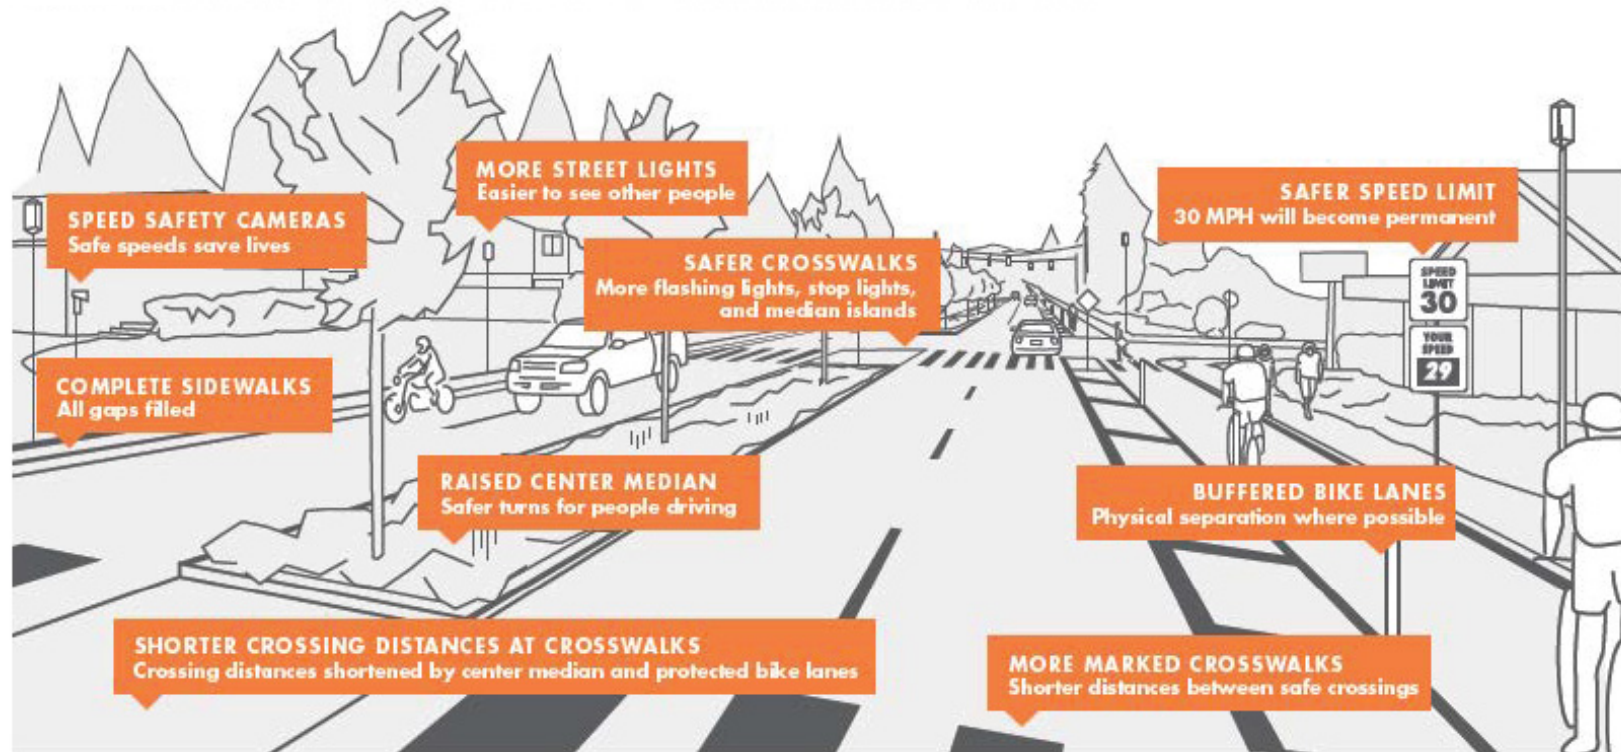 MORE STREET LIGHTS
Easier to see other people
SAFER SPEED LIMIT
30 MPH will become permanent
SPEED SAFETY CAMERAS
Safe speeds save lives
SAFER CROSSWALKS
More flashing lights, stop lights,
and median islands
SPEED
LIMIT
30
YOUR
SPEED
29
COMPLETE SIDEWALKS
All gaps filled
RAISED CENTER MEDIAN
Safer turns for people driving
BUFFERED BIKE LANES
Physical separation where possible
SHORTER CROSSING DISTANCES AT CROSSWALKS
Crossing distances shortened by center median and protected bike lanes
MORE MARKED CROSSWALKS
Shorter distances between safe crossings